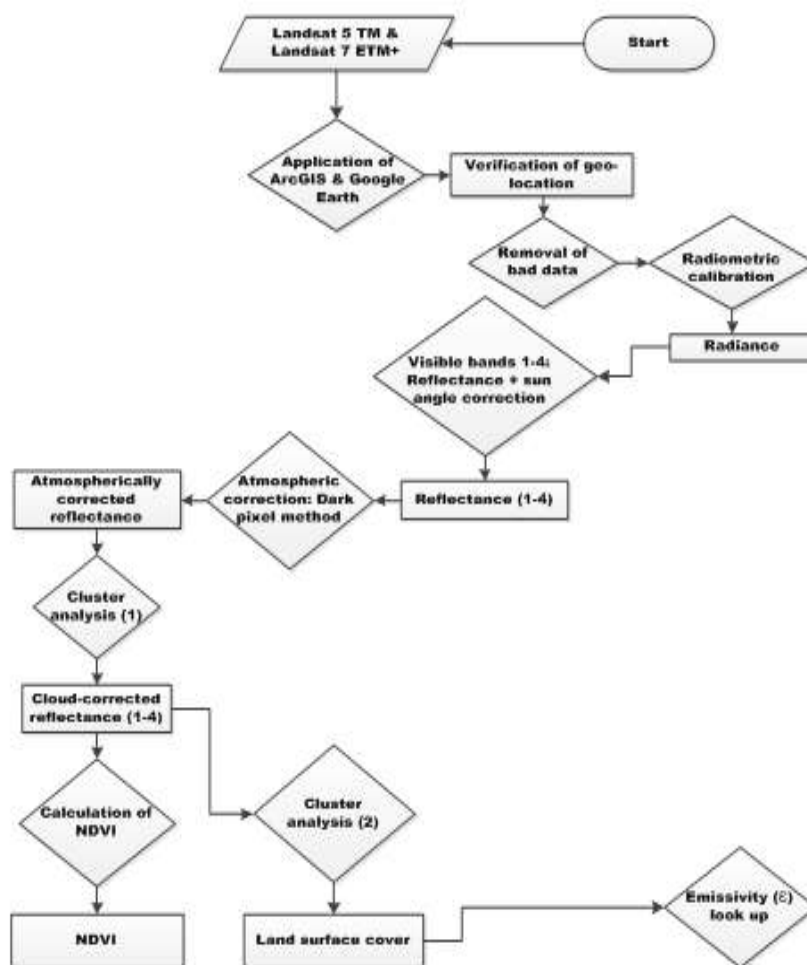 Landsat 5 TM &
Landsat 7 ETM+
Start
Application of
ArcGIS & Google
Earth
Verification of geo-
location
Removal of
bad data
Radiometric
calibration
Radiance
Visible bands 1-4:
Reflectance + sun
angle correction
Reflectance (1-4)
Atmospheric
correction: Dark
pixel method
Atmospherically
corrected
reflectance
Cluster
analysis (1)
Cloud-corrected
reflectance (1-4)
Calculation of
NDVI
Cluster
analysis (2)
Emissivity (ε)
look up
NDVI
Land surface cover